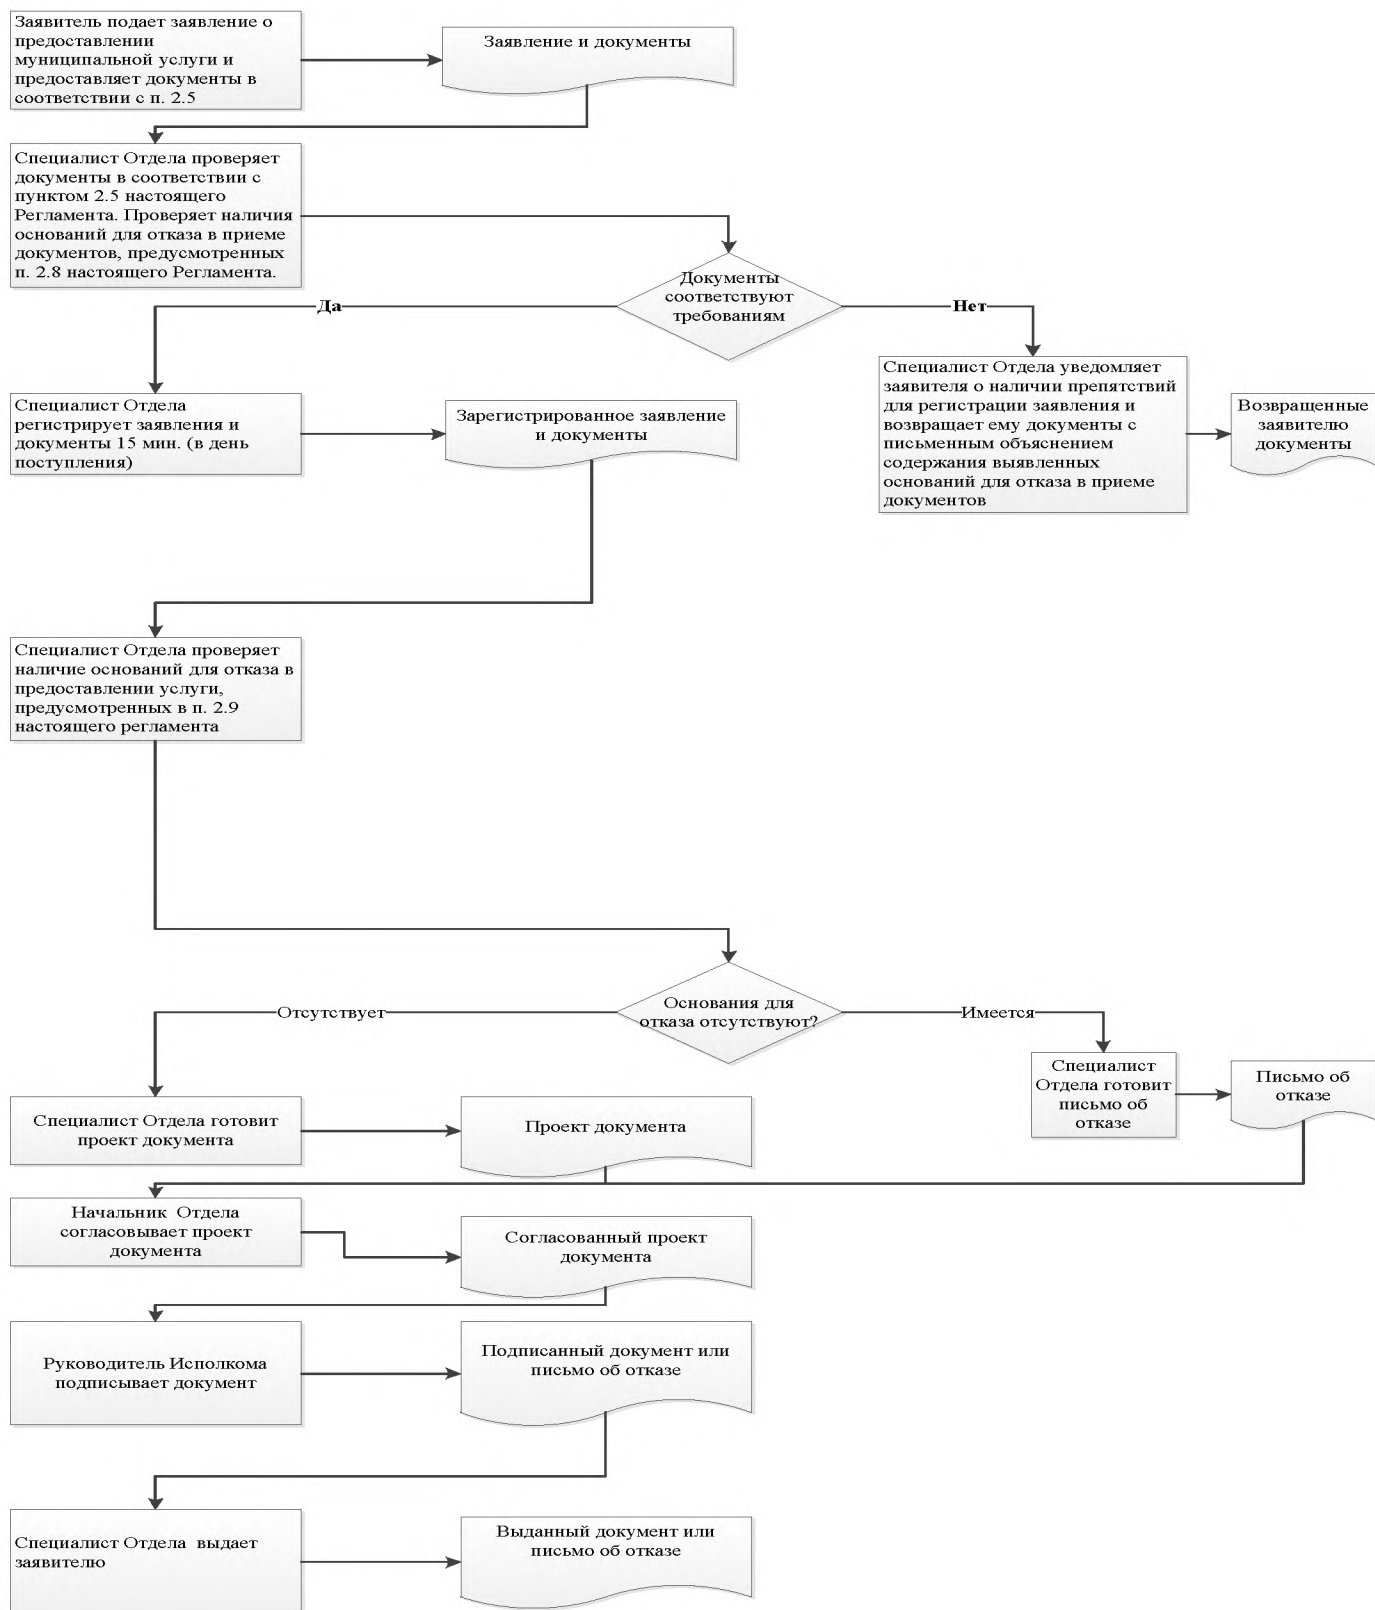 Заявитель подает заявление о
предоставлении
муниципальной услуги и
предоставляет документы в
соответствии с п. 2.5
Заявление и документы
Специалист Отдела проверяет
документы в соответствии с
пунктом 2.5 настоящего
Регламента. Проверяет наличия
оснований для отказа в приеме
документов, предусмотренных
п. 2.8 настоящего Регламента.
Документы
соответствуют
требованиям
Да
Нет
Специалист Отдела
регистрирует заявления и
документы 15 мин. (в день
поступления)
Зарегистрированное заявление
и документы
Специалист Отдела уведомляет
заявителя о наличии препятствий
для регистрации заявления и
возвращает ему документы с
письменным объяснением
содержания выявленных
оснований для отказа в приеме
документов
Возвращенные
заявителю
документы
Специалист Отдела проверяет
наличие оснований для отказа в
предоставлении услуги,
предусмотренных в п. 2.9
настоящего регламента
Основания для
отказа отсутствуют?
Отсутствует
Имеется
Специалист
Отдела готовит
письмо об
отказе
Письмо об
отказе
Специалист Отдела готовит
проект документа
Проект документа
Начальник Отдела
согласовывает проект
документа
Согласованный проект
документа
Руководитель Исполкома
подписывает документ
Подписанный документ или
письмо об отказе
Специалист Отдела выдает
заявителю
Выданный документ или
письмо об отказе